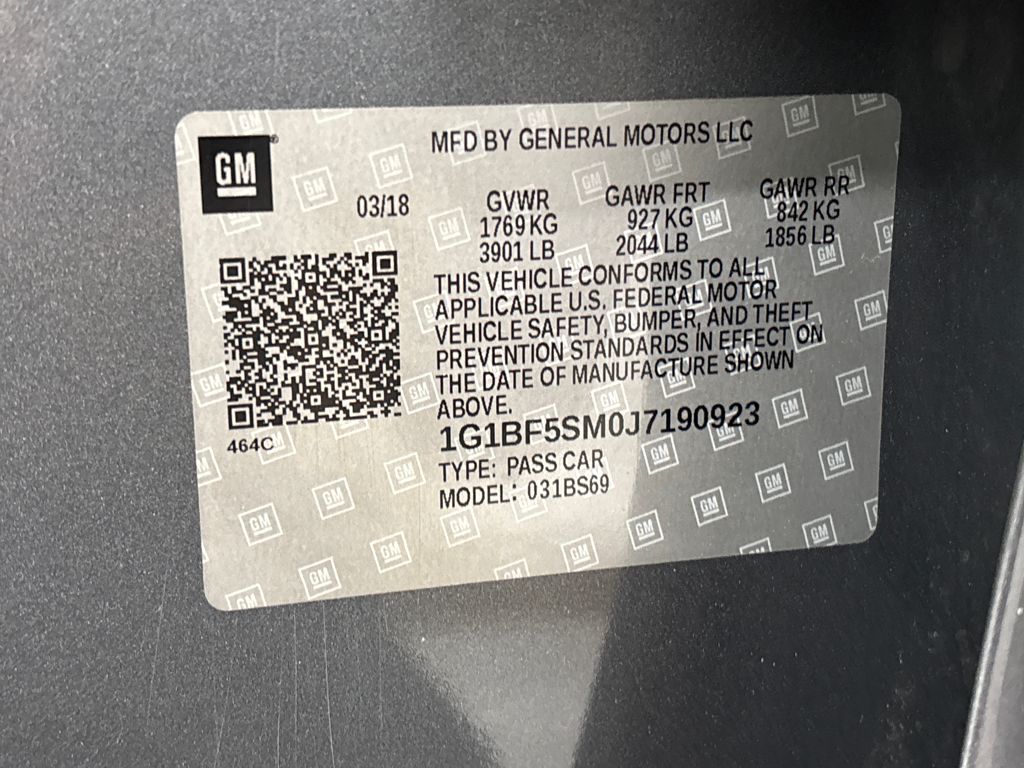 GM
MFD BY GENERAL MOTORS LLC
03/18
GVWR GAWR FRT GAWR RR
1769 KG 927 KG 842 KG
3901 LB 2044 LB 1856 LB
THIS VEHICLE CONFORMS TO ALL
APPLICABLE U.S. FEDERAL MOTOR
VEHICLE SAFETY, BUMPER, AND THEFT
PREVENTION STANDARDS IN EFFECT ON
THE DATE OF MANUFACTURE SHOWN
ABOVE.
464C
1G1BF5SM0J7190923
TYPE: PASS CAR
MODEL: 031BS69